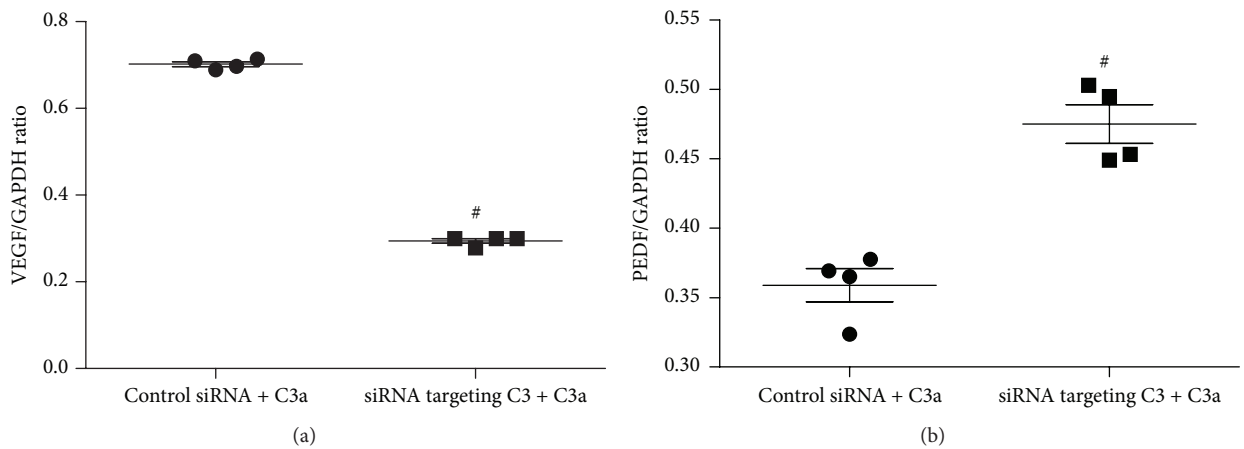 VEGF/GAPDH ratio
0.8
0.6
0.4
0.2
0.0
#
Control siRNA + C3a
siRNA targeting C3 + C3a
(a)
PEDF/GAPDH ratio
0.55
0.50
0.45
0.40
0.35
0.30
#
Control siRNA + C3a
siRNA targeting C3 + C3a
(b)